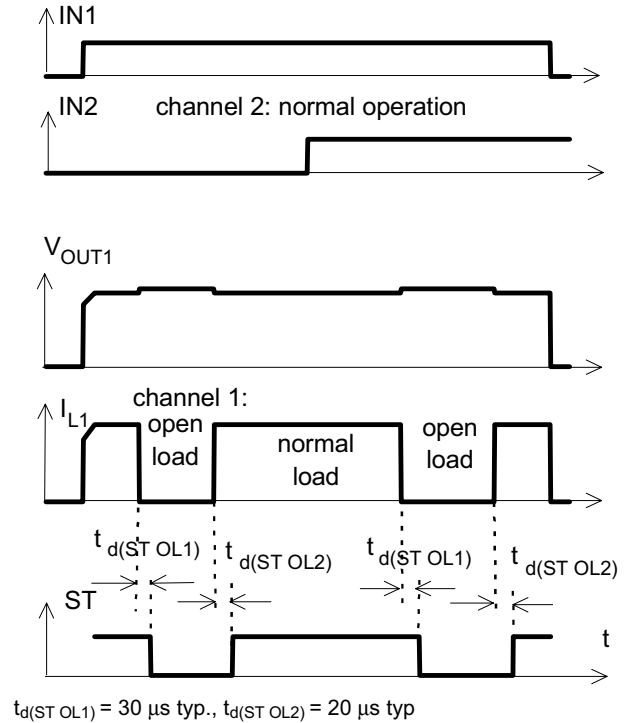 IN1
IN2
channel 2: normal operation
VOUT1
IL1
channel 1:
open
load
normal
load
open
load
td(ST OL1)
td(ST OL2)
td(ST OL1)
td(ST OL2)
ST
t
td(ST OL1) = 30 µs typ., td(ST OL2) = 20 µs typ